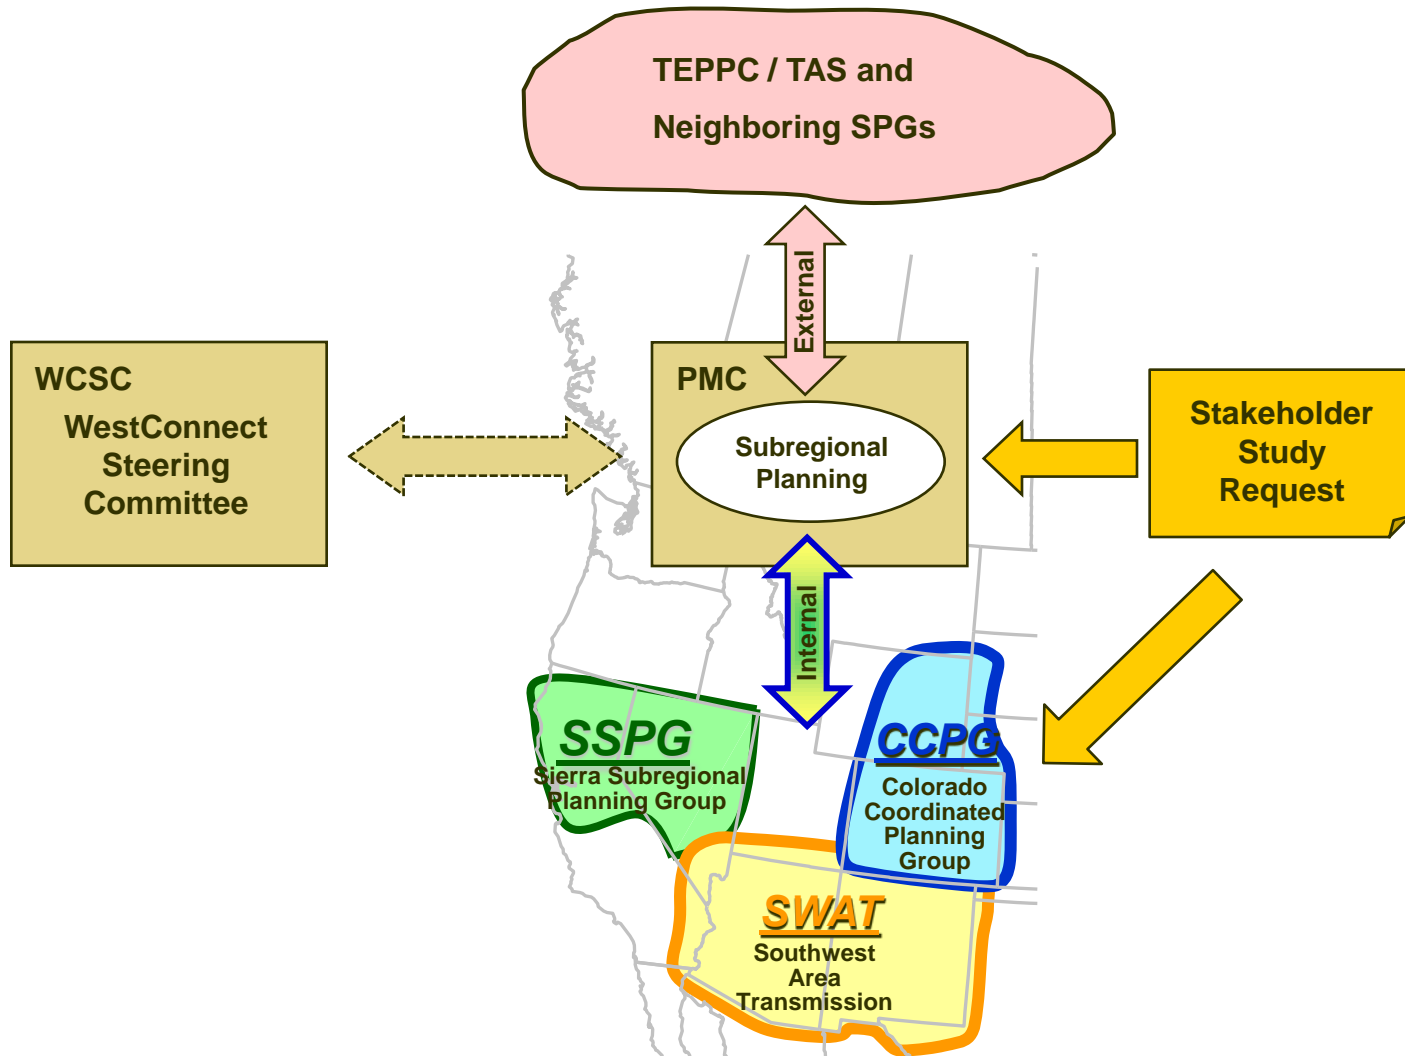 TEPPC / TAS and
Neighboring SPGs
External
WCSC
WestConnect
Steering
Committee
PMC
Subregional
Planning
Stakeholder
Study
Request
Internal
SSPG
Sierra Subregional
Planning Group
CCPG
Colorado
Coordinated
Planning
Group
SWAT
Southwest
Area
Transmission